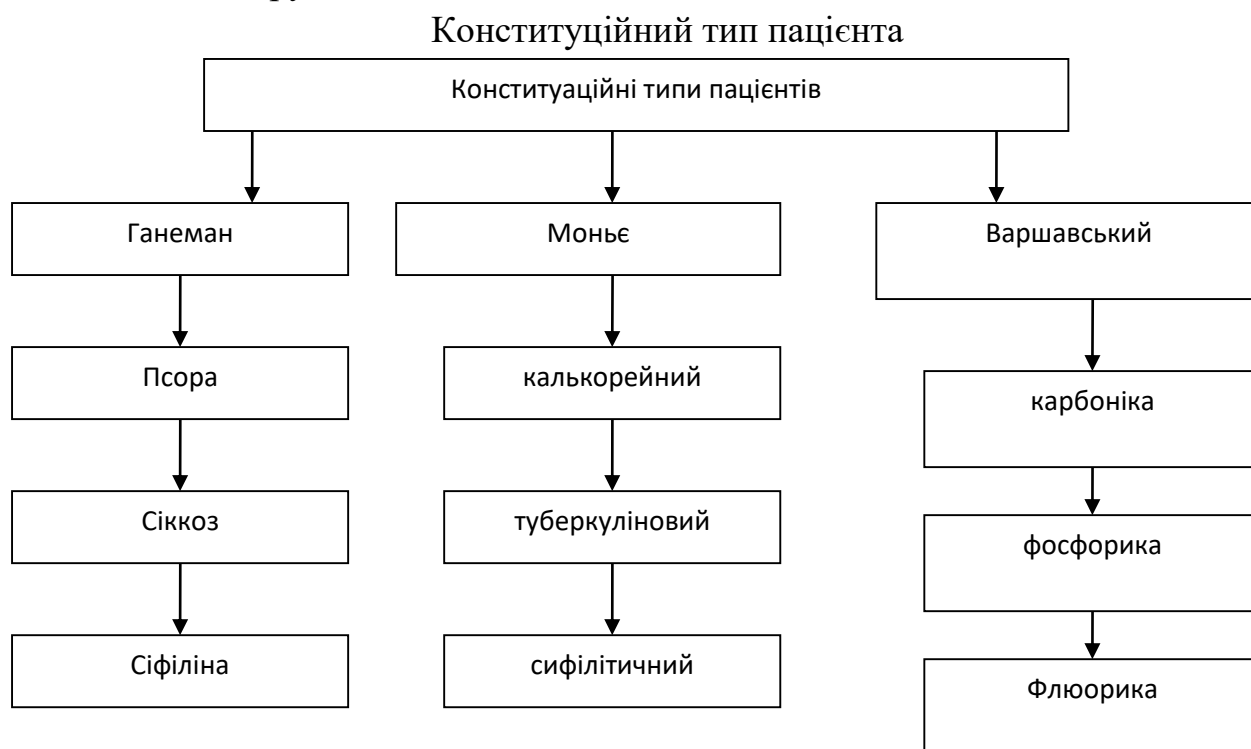 Конституційний тип пацієнта
Конституаційні типи пацієнтів
Ганеман
Моньє
Варшавський
Псора
калькорейний
карбоніка
Сіккоз
туберкуліновий
фосфорика
Сіфіліна
сифілітичний
Флюорика